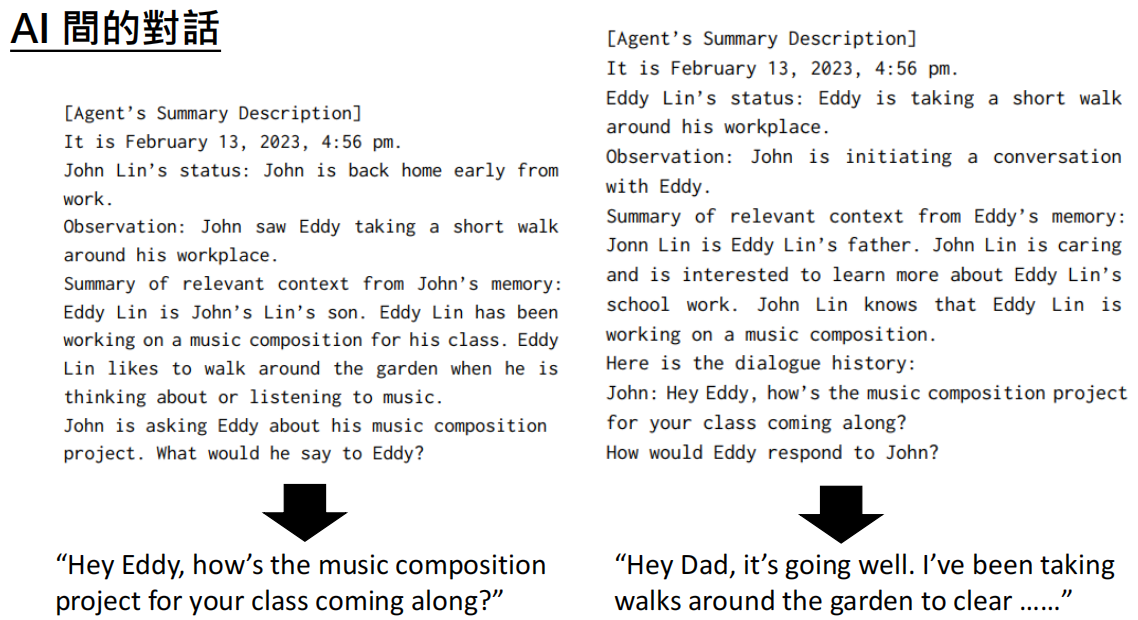 AI 間的對話
[Agent’s Summary Description]
It is February 13, 2023, 4:56 pm.
John Lin’s status: John is back home early from
work.
Observation: John saw Eddy taking a short walk
around his workplace.
Summary of relevant context from John’s memory:
Eddy Lin is John’s Lin’s son. Eddy Lin has been
working on a music composition for his class. Eddy
Lin likes to walk around the garden when he is
thinking about or listening to music.
John is asking Eddy about his music composition
project. What would he say to Eddy?
“Hey Eddy, how’s the music composition
project for your class coming along?”
[Agent’s Summary Description]
It is February 13, 2023, 4:56 pm.
Eddy Lin’s status: Eddy is taking a short walk
around his workplace.
Observation: John is initiating a conversation
with Eddy.
Summary of relevant context from Eddy’s memory:
Jonn Lin is Eddy Lin’s father. John Lin is caring
and is interested to learn more about Eddy Lin’s
school work. John Lin knows that Eddy Lin is
working on a music composition.
Here is the dialogue history:
John: Hey Eddy, how’s the music composition project
for your class coming along?
How would Eddy respond to John?
“Hey Dad, it’s going well. I’ve been taking
walks around the garden to clear ……”